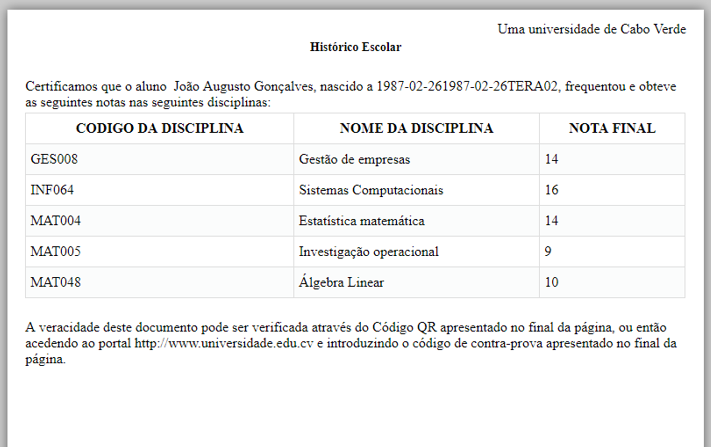 Uma universidade de Cabo Verde
Histórico Escolar
Certificamos que o aluno João Augusto Gonçalves, nascido a 1987-02-261987-02-26TERA02, frequentou e obteve
as seguintes notas nas seguintes disciplinas:
CODIGO DA DISCIPLINA NOME DA DISCIPLINA NOTA FINAL
GES008 Gestão de empresas 14
INF064 Sistemas Computacionais 16
MAT004 Estatística matemática 14
MAT005 Investigação operacional 9
MAT048 Álgebra Linear 10
A veracidade deste documento pode ser verificada através do Código QR apresentado no final da página, ou então
acedendo ao portal http://www.universidade.edu.cv e introduzindo o código de contra-prova apresentado no final da
página.